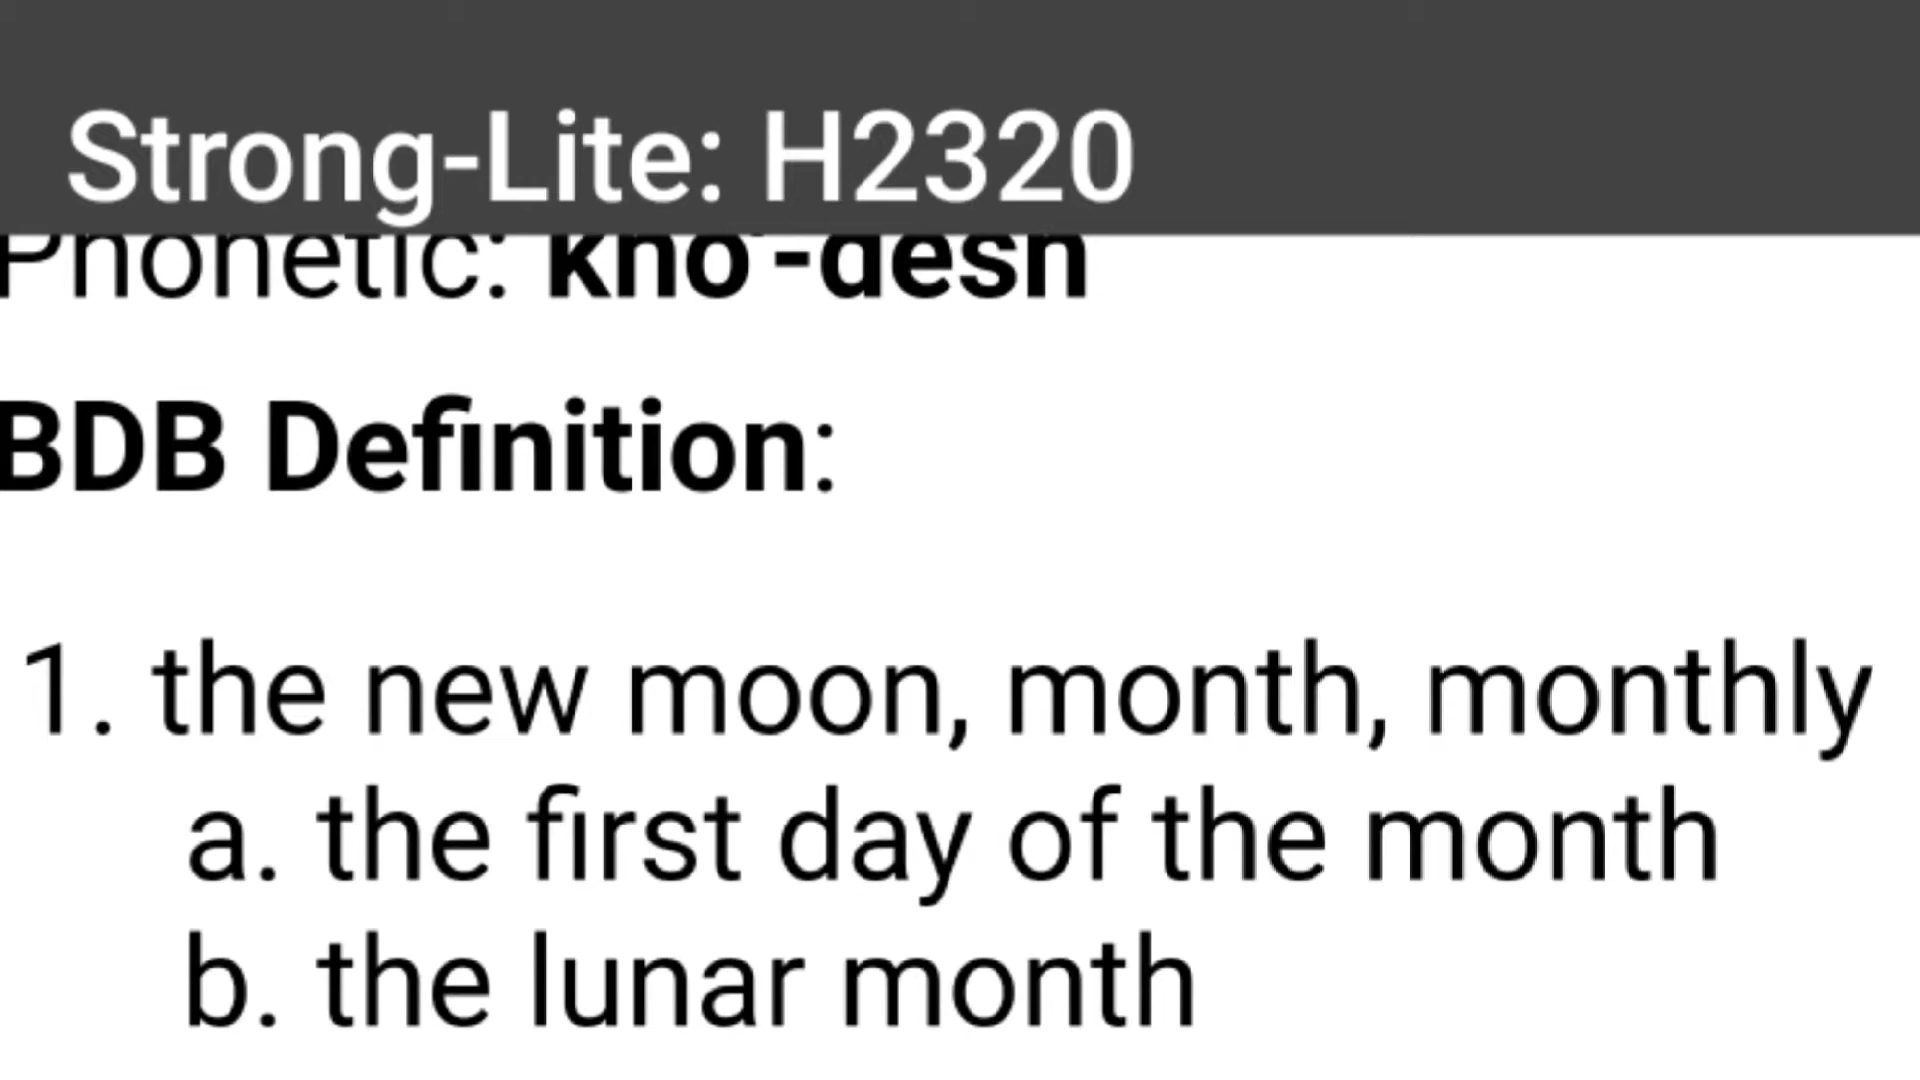 Strong-Lite: H2320
Phonetic: kho'-desh
BDB Definition:
1. the new moon, month, monthly
a. the first day of the month
b. the lunar month